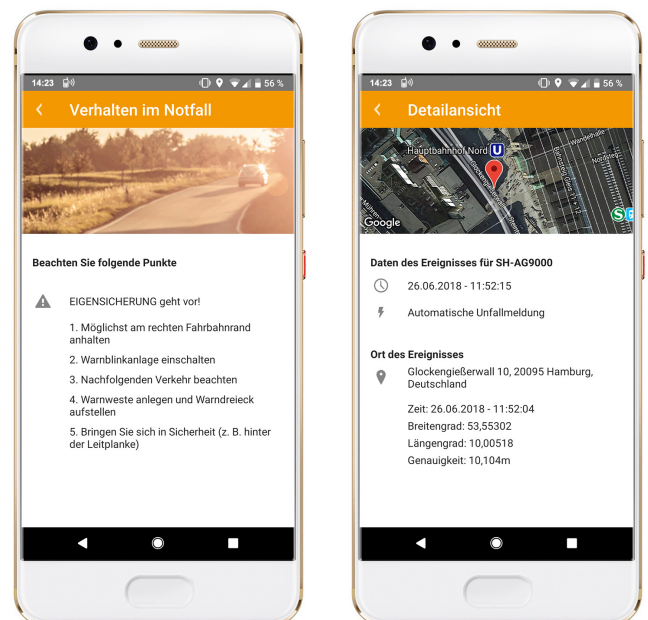 14:23
56 %
Verhalten im Notfall
Beachten Sie folgende Punkte
EIGENSICHERUNG geht vor!
1. Möglichst am rechten Fahrbahnrand
anhalten
2. Warnblinkanlage einschalten
3. Nachfolgenden Verkehr beachten
4. Warnweste anlegen und Warndreieck
aufstellen
5. Bringen Sie sich in Sicherheit (z. B. hinter
der Leitplanke)
14:23
56 %
Detailansicht
Hauptbahnhof Nord U
Wandelhalle
Glockengießerwall
Nordsteg
S
Google
Daten des Ereignisses für SH-AG9000
26.06.2018 - 11:52:15
Automatische Unfallmeldung
Ort des Ereignisses
Glockengießerwall 10, 20095 Hamburg,
Deutschland
Zeit: 26.06.2018 - 11:52:04
Breitengrad: 53,55302
Längengrad: 10,00518
Genauigkeit: 10,104m